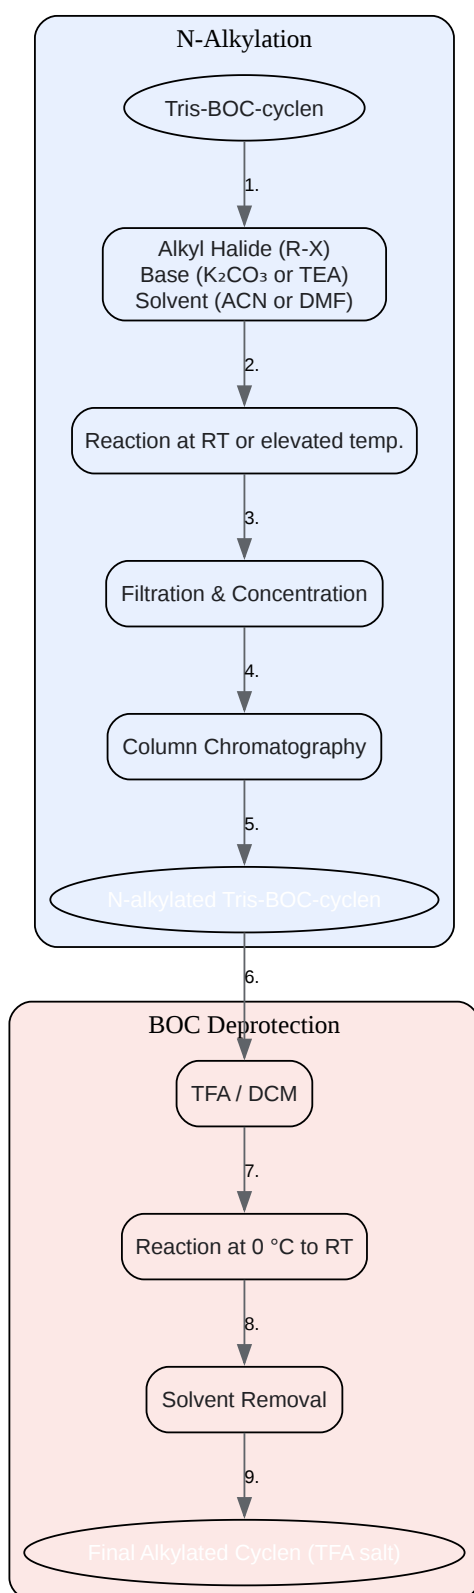 N-Alkylation
Tris-BOC-cyclen
1.
Alkyl Halide (R-X)
Base (K₂CO₃ or TEA)
Solvent (ACN or DMF)
2.
Reaction at RT or elevated temp.
3.
Filtration & Concentration
4.
Column Chromatography
5.
N-alkylated Tris-BOC-cyclen
6.
BOC Deprotection
TFA / DCM
7.
Reaction at 0 °C to RT
8.
Solvent Removal
9.
Final Alkylated Cyclen (TFA salt)